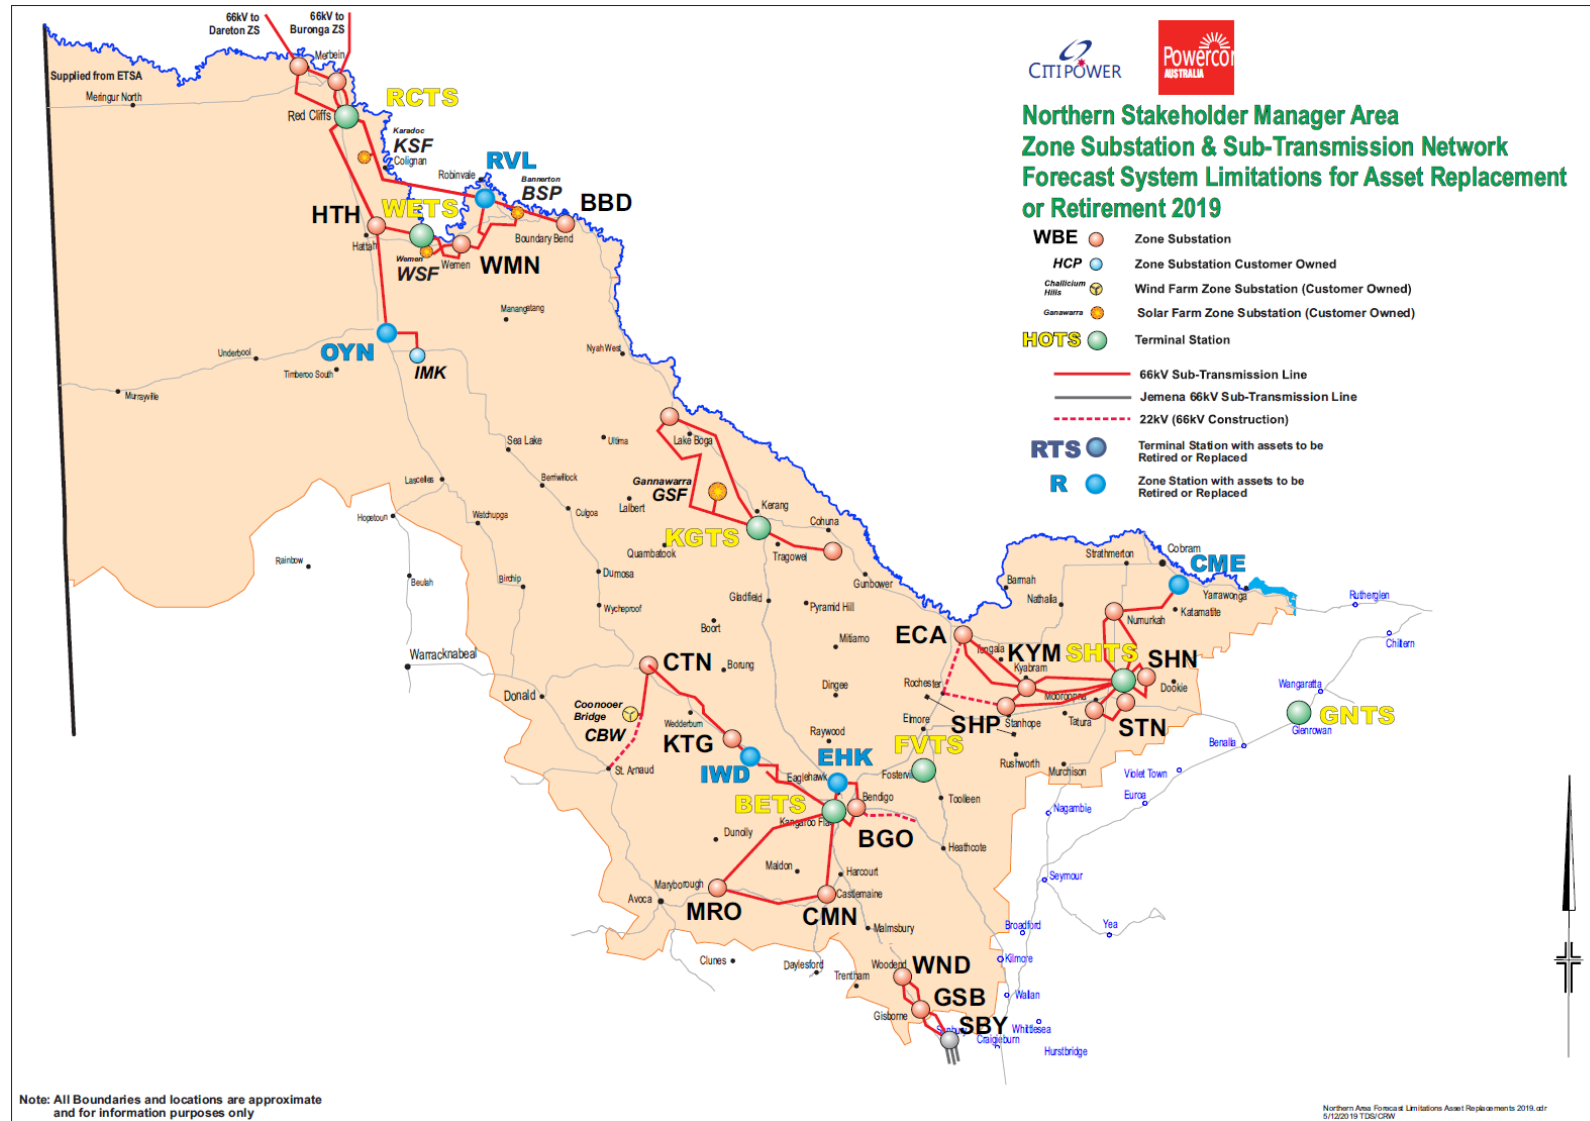 66kV to
Dareton ZS
66kV to
Buronga ZS
Merbein
Supplied from ETSA
Meringur North
Red Cliffs
RCTS
Karadoc
KSF
Colignan
RVL
Robinvale
Bannerton
BSP
BBD
WETS
HTH
Hattah
Boundary Bend
Wemen
WSF
Wemen
WMN
Manangatang
OYN
IMK
Underbool
Timberoo South
Nyah West
Murrayville
Lake Boga
Ultima
Sea Lake
Lascelles
Berriwillock
Gannawarra
GSF
Lalbert
Kerang
Hopetoun
Watchupga
Culgoa
KGTS
Cohuna
Quambatook
Tragowel
Rainbow
Beulah
Birchip
Dumosa
Gunbower
Gladfield
Wycheproof
Pyramid Hill
Boort
Mitiamo
Warracknabeal
CTN
Borung
Donald
Dingee
Coonooer
Bridge
CBW
Wedderburn
KTG
Raywood
IWD
EHK
St. Arnaud
Eaglehawk
BETS
Bendigo
Kangaroo Fla
BGO
Dunolly
Maldon
Harcourt
Maryborough
Castlemaine
Avoca
MRO
CMN
Malmsbury
Clunes
Daylesford
Trentham
Woodend
WND
GSB
Gisborne
SBY
Craigieburn
Whittlesea
Hurstbridge
Wallan
Kilmore
Broadford
Yea
Seymour
Heathcote
Toolleen
FVTS
Elmore
Rochester
ECA
KYM
Kyabram
SHTS
SHN
Mooroopna
Dookie
SHP
Stanhope
Tatura
STN
Rushworth
Murchison
Nagambie
Euroa
Violet Town
Benalla
GNTS
Glenrowan
Wangaratta
Chiltern
Rutherglen
Strathmerton
Cobram
CME
Barmah
Yarrawonga
Nathalia
Katamatite
Numurkah
CITIPOWER
Powercor
AUSTRALIA
Northern Stakeholder Manager Area
Zone Substation & Sub-Transmission Network
Forecast System Limitations for Asset Replacement
or Retirement 2019
WBE Zone Substation
HCP Zone Substation Customer Owned
Challicium
Hills
Wind Farm Zone Substation (Customer Owned)
Ganawarra Solar Farm Zone Substation (Customer Owned)
HOTS Terminal Station
66kV Sub-Transmission Line
Jemena 66kV Sub-Transmission Line
22kV (66kV Construction)
RTS Terminal Station with assets to be
Retired or Replaced
R Zone Station with assets to be
Retired or Replaced
Note: All Boundaries and locations are approximate
and for information purposes only
Northern Area Forecast Limitations Asset Replacements 2019.cdr
5/12/2019 TDS/CRW